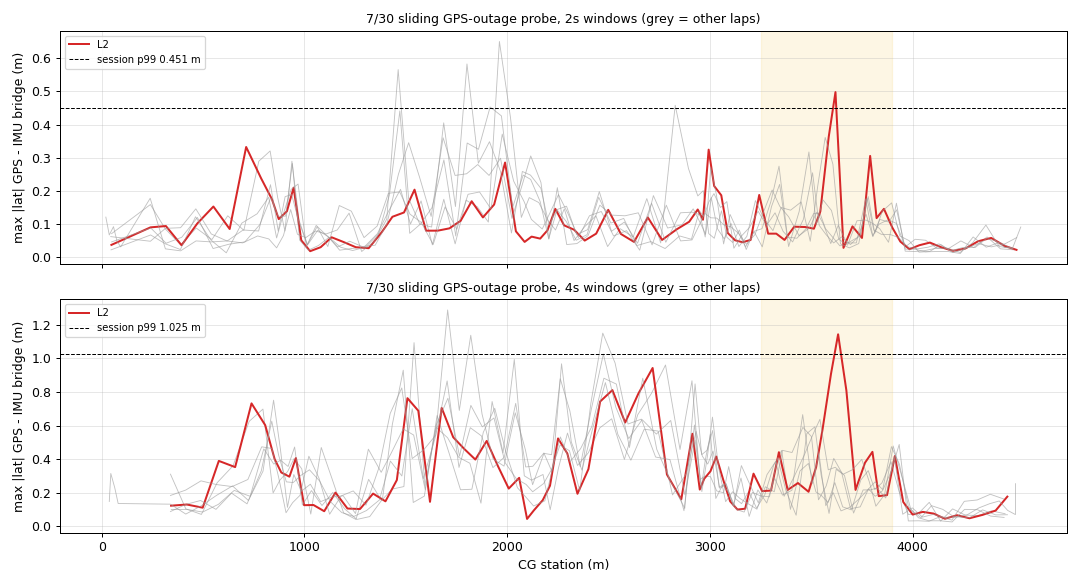 7/30 sliding GPS-outage probe, 2s windows (grey = other laps)
max |lat| GPS - IMU bridge (m)
0.6
0.5
0.4
0.3
0.2
0.1
0.0
L2
session p99 0.451 m
7/30 sliding GPS-outage probe, 4s windows (grey = other laps)
max |lat| GPS - IMU bridge (m)
1.2
1.0
0.8
0.6
0.4
0.2
0.0
L2
session p99 1.025 m
0 1000 2000 3000 4000
CG station (m)